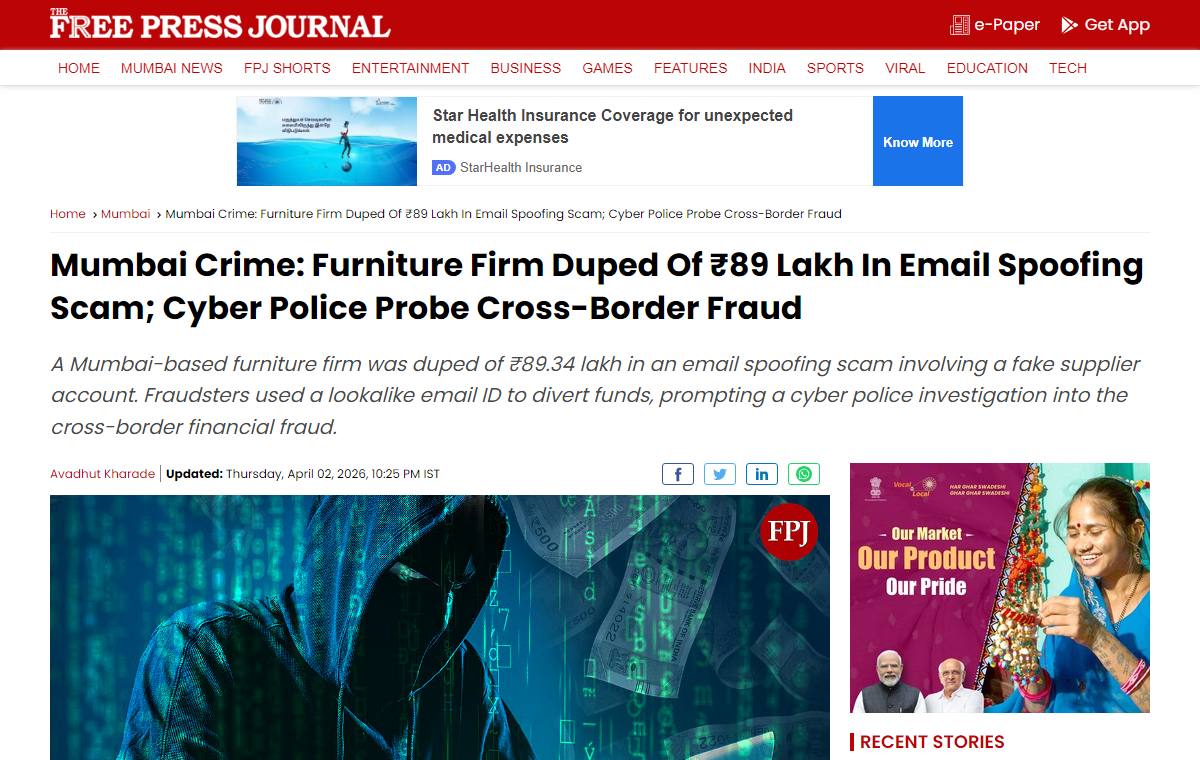 THE
FREE PRESS JOURNAL
e-Paper
Get App
HOME MUMBAI NEWS FPJ SHORTS ENTERTAINMENT BUSINESS GAMES FEATURES INDIA SPORTS VIRAL EDUCATION TECH
Star Health Insurance Coverage for unexpected
medical expenses
AD StarHealth Insurance
Know More
Home > Mumbai > Mumbai Crime: Furniture Firm Duped Of ₹89 Lakh In Email Spoofing Scam; Cyber Police Probe Cross-Border Fraud
Mumbai Crime: Furniture Firm Duped Of ₹89 Lakh In Email Spoofing
Scam; Cyber Police Probe Cross-Border Fraud
A Mumbai-based furniture firm was duped of ₹89.34 lakh in an email spoofing scam involving a fake supplier
account. Fraudsters used a lookalike email ID to divert funds, prompting a cyber police investigation into the
cross-border financial fraud.
Avadhut Kharade | Updated: Thursday, April 02, 2026, 10:25 PM IST
FPJ
Vocal
Local
HAR GHAR SWADESHI
GHAR GHAR SWADESHI
Our Market
Our Product
Our Pride
RECENT STORIES